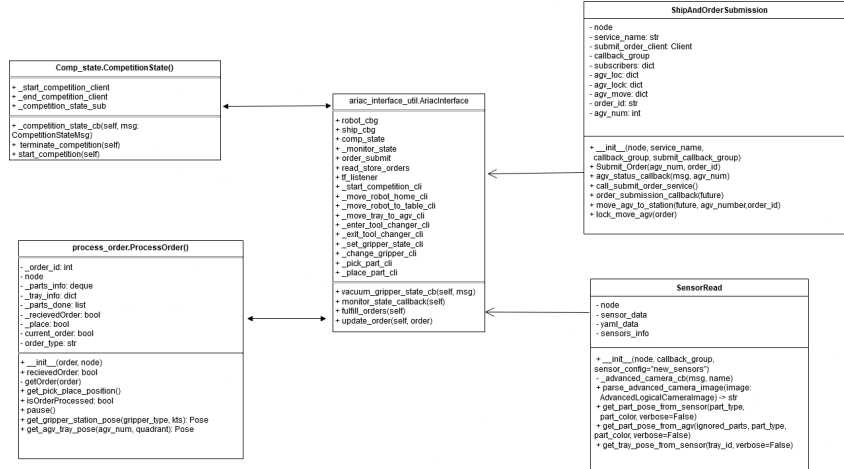 Comp_state.CompetitionState()
+ _start_competition_client
+ _end_competition_client
+ _competition_state_sub
+ _competition_state_cb(self, msg:
CompetitionStateMsg)
+ terminate_competition(self)
+ start_competition(self)
process_order.ProcessOrder()
- _order_id: int
- node
- _parts_info: deque
- _tray_info: dict
- _parts_done: list
- _recievedOrder: bool
- _place: bool
- current_order: bool
- order_type: str
+ __init__(order, node)
+ recievedOrder: bool
- getOrder(order)
+ get_pick_place_position()
+ isOrderProcessed: bool
+ pause()
+ get_gripper_station_pose(gripper_type, kts): Pose
+ get_agv_tray_pose(agv_num, quadrant): Pose
ariac_interface_util.AriacInterface
+ robot_cbg
+ ship_cbg
+ comp_state
+ _monitor_state
+ order_submit
+ read_store_orders
+ tf_listener
+ _start_competition_cli
+ _move_robot_home_cli
+ _move_robot_to_table_cli
+ _move_tray_to_agv_cli
+ _enter_tool_changer_cli
+ _exit_tool_changer_cli
+ _set_gripper_state_cli
+ _change_gripper_cli
+ _pick_part_cli
+ _place_part_cli
+ vacuum_gripper_state_cb(self, msg)
+ monitor_state_callback(self)
+ fulfill_orders(self)
+ update_order(self, order)
ShipAndOrderSubmission
- node
- service_name: str
- submit_order_client: Client
- callback_group
- subscribers: dict
- agv_loc: dict
- agv_lock: dict
- agv_move: dict
- order_id: str
- agv_num: int
+ __init__(node, service_name,
callback_group, submit_callback_group)
+ Submit_Order(agv_num, order_id)
+ agv_status_callback(msg, agv_num)
+ call_submit_order_service()
+ order_submission_callback(future)
+ move_agv_to_station(future, agv_number,order_id)
+ lock_move_agv(order)
SensorRead
- node
- sensor_data
- yaml_data
- sensors_info
+ __init__(node, callback_group,
sensor_config="new_sensors")
- _advanced_camera_cb(msg, name)
+ parse_advanced_camera_image(image:
AdvancedLogicalCameraImage) -> str
+ get_part_pose_from_sensor(part_type,
part_color, verbose=False)
+ get_part_pose_from_agv(ignored_parts, part_type,
part_color, verbose=False)
+ get_tray_pose_from_sensor(tray_id, verbose=False)